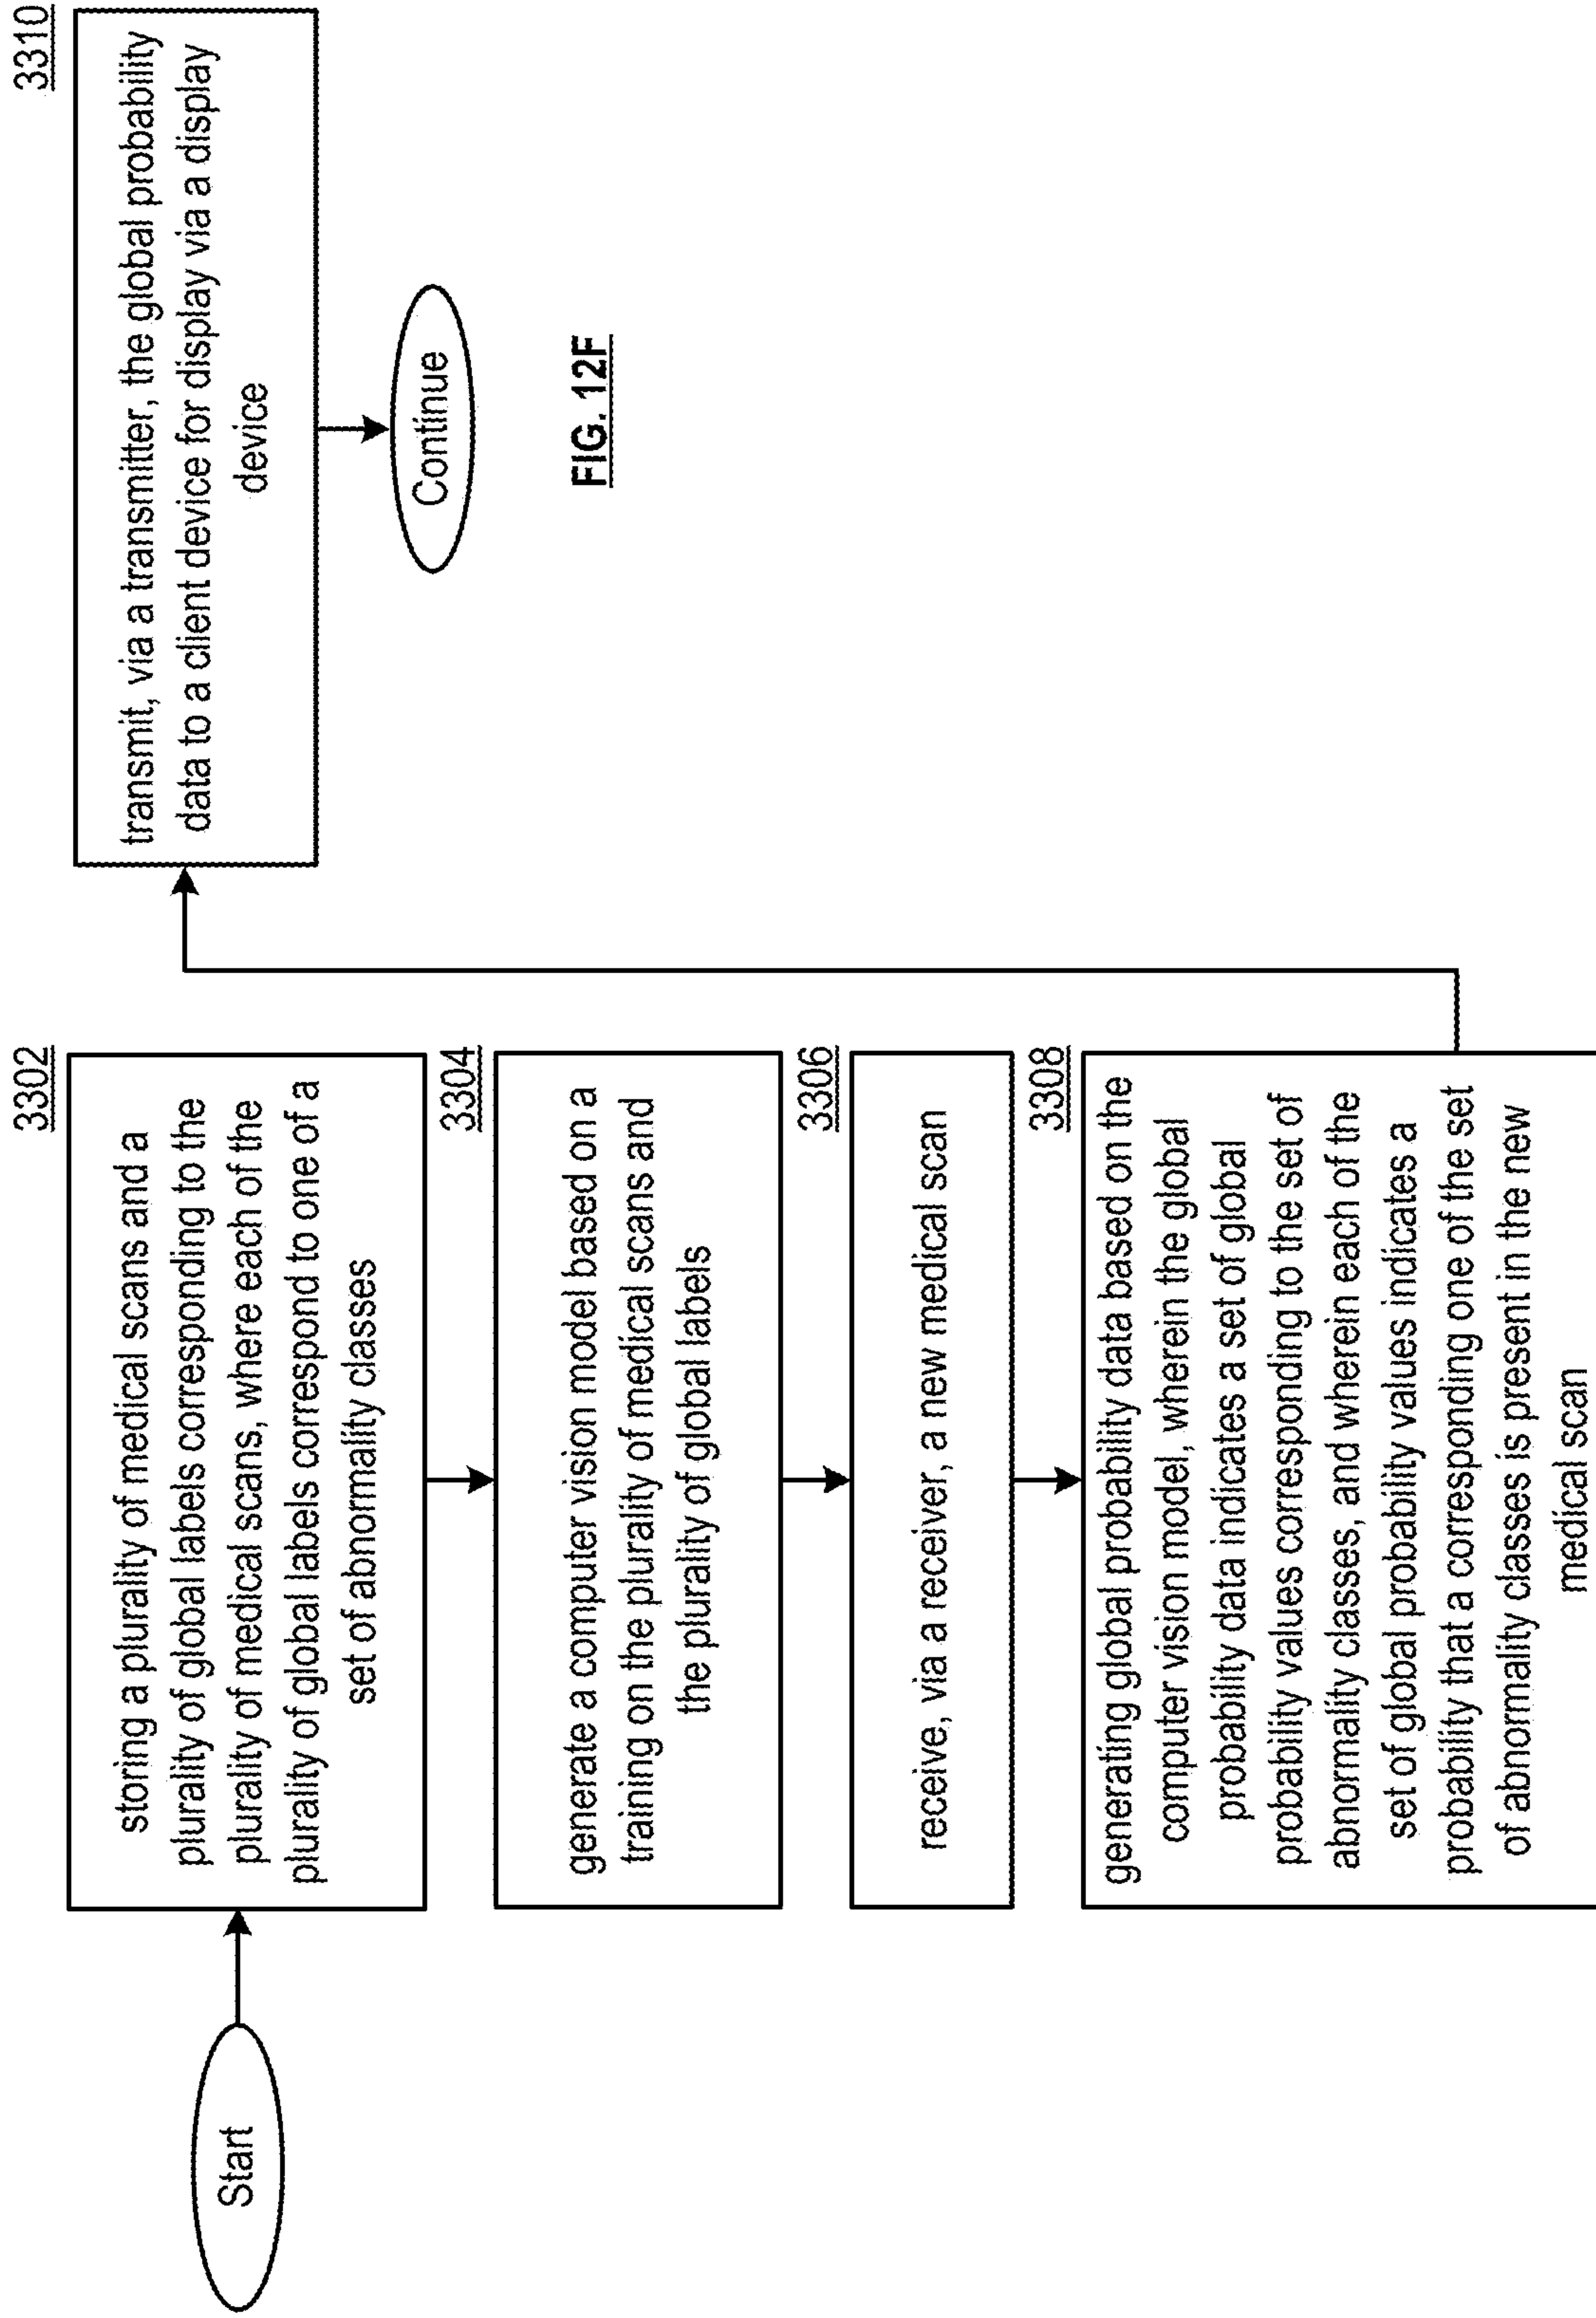 Start
3302
storing a plurality of medical scans and a
plurality of global labels corresponding to the
plurality of medical scans, where each of the
plurality of global labels correspond to one of a
set of abnormality classes
3304
generate a computer vision model based on a
training on the plurality of medical scans and
the plurality of global labels
3306
receive, via a receiver, a new medical scan
3308
generating global probability data based on the
computer vision model, wherein the global
probability data indicates a set of global
probability values corresponding to the set of
abnormality classes, and wherein each of the
set of global probability values indicates a
probability that a corresponding one of the set
of abnormality classes is present in the new
medical scan
3310
transmit, via a transmitter, the global probability
data to a client device for display via a display
device
Continue
FIG. 12F